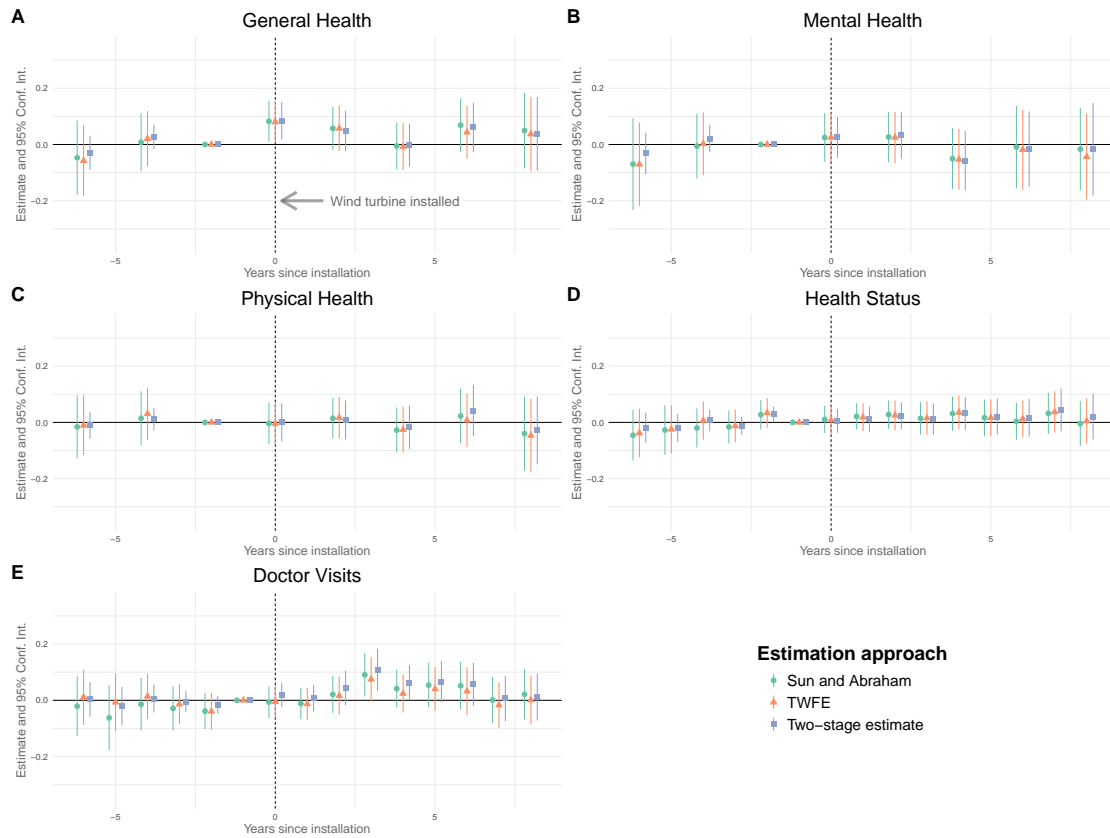 A
General Health
Estimate and 95% Conf. Int.
0.2
0.0
−0.2
Wind turbine installed
−5
0
5
Years since installation
B
Mental Health
Estimate and 95% Conf. Int.
0.2
0.0
−0.2
−5
0
5
Years since installation
C
Physical Health
Estimate and 95% Conf. Int.
0.2
0.0
−0.2
−5
0
5
Years since installation
D
Health Status
Estimate and 95% Conf. Int.
0.2
0.0
−0.2
−5
0
5
Years since installation
E
Doctor Visits
Estimate and 95% Conf. Int.
0.2
0.0
−0.2
−5
0
5
Years since installation
Estimation approach
Sun and Abraham
TWFE
Two−stage estimate